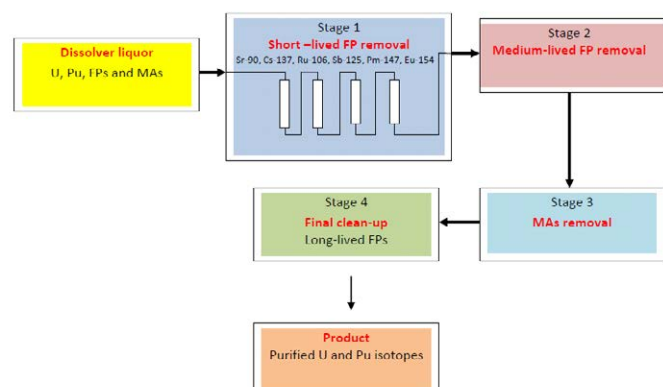 Dissolver liquor
U, Pu, FPs and MAs
Stage 1
Short –lived FP removal
Sr-90, Cs-137, Ru-106, Sb-125, Pm-147, Eu-154
Stage 2
Medium-lived FP removal
Stage 3
MAs removal
Stage 4
Final clean-up
Long-lived FPs
Product
Purified U and Pu isotopes